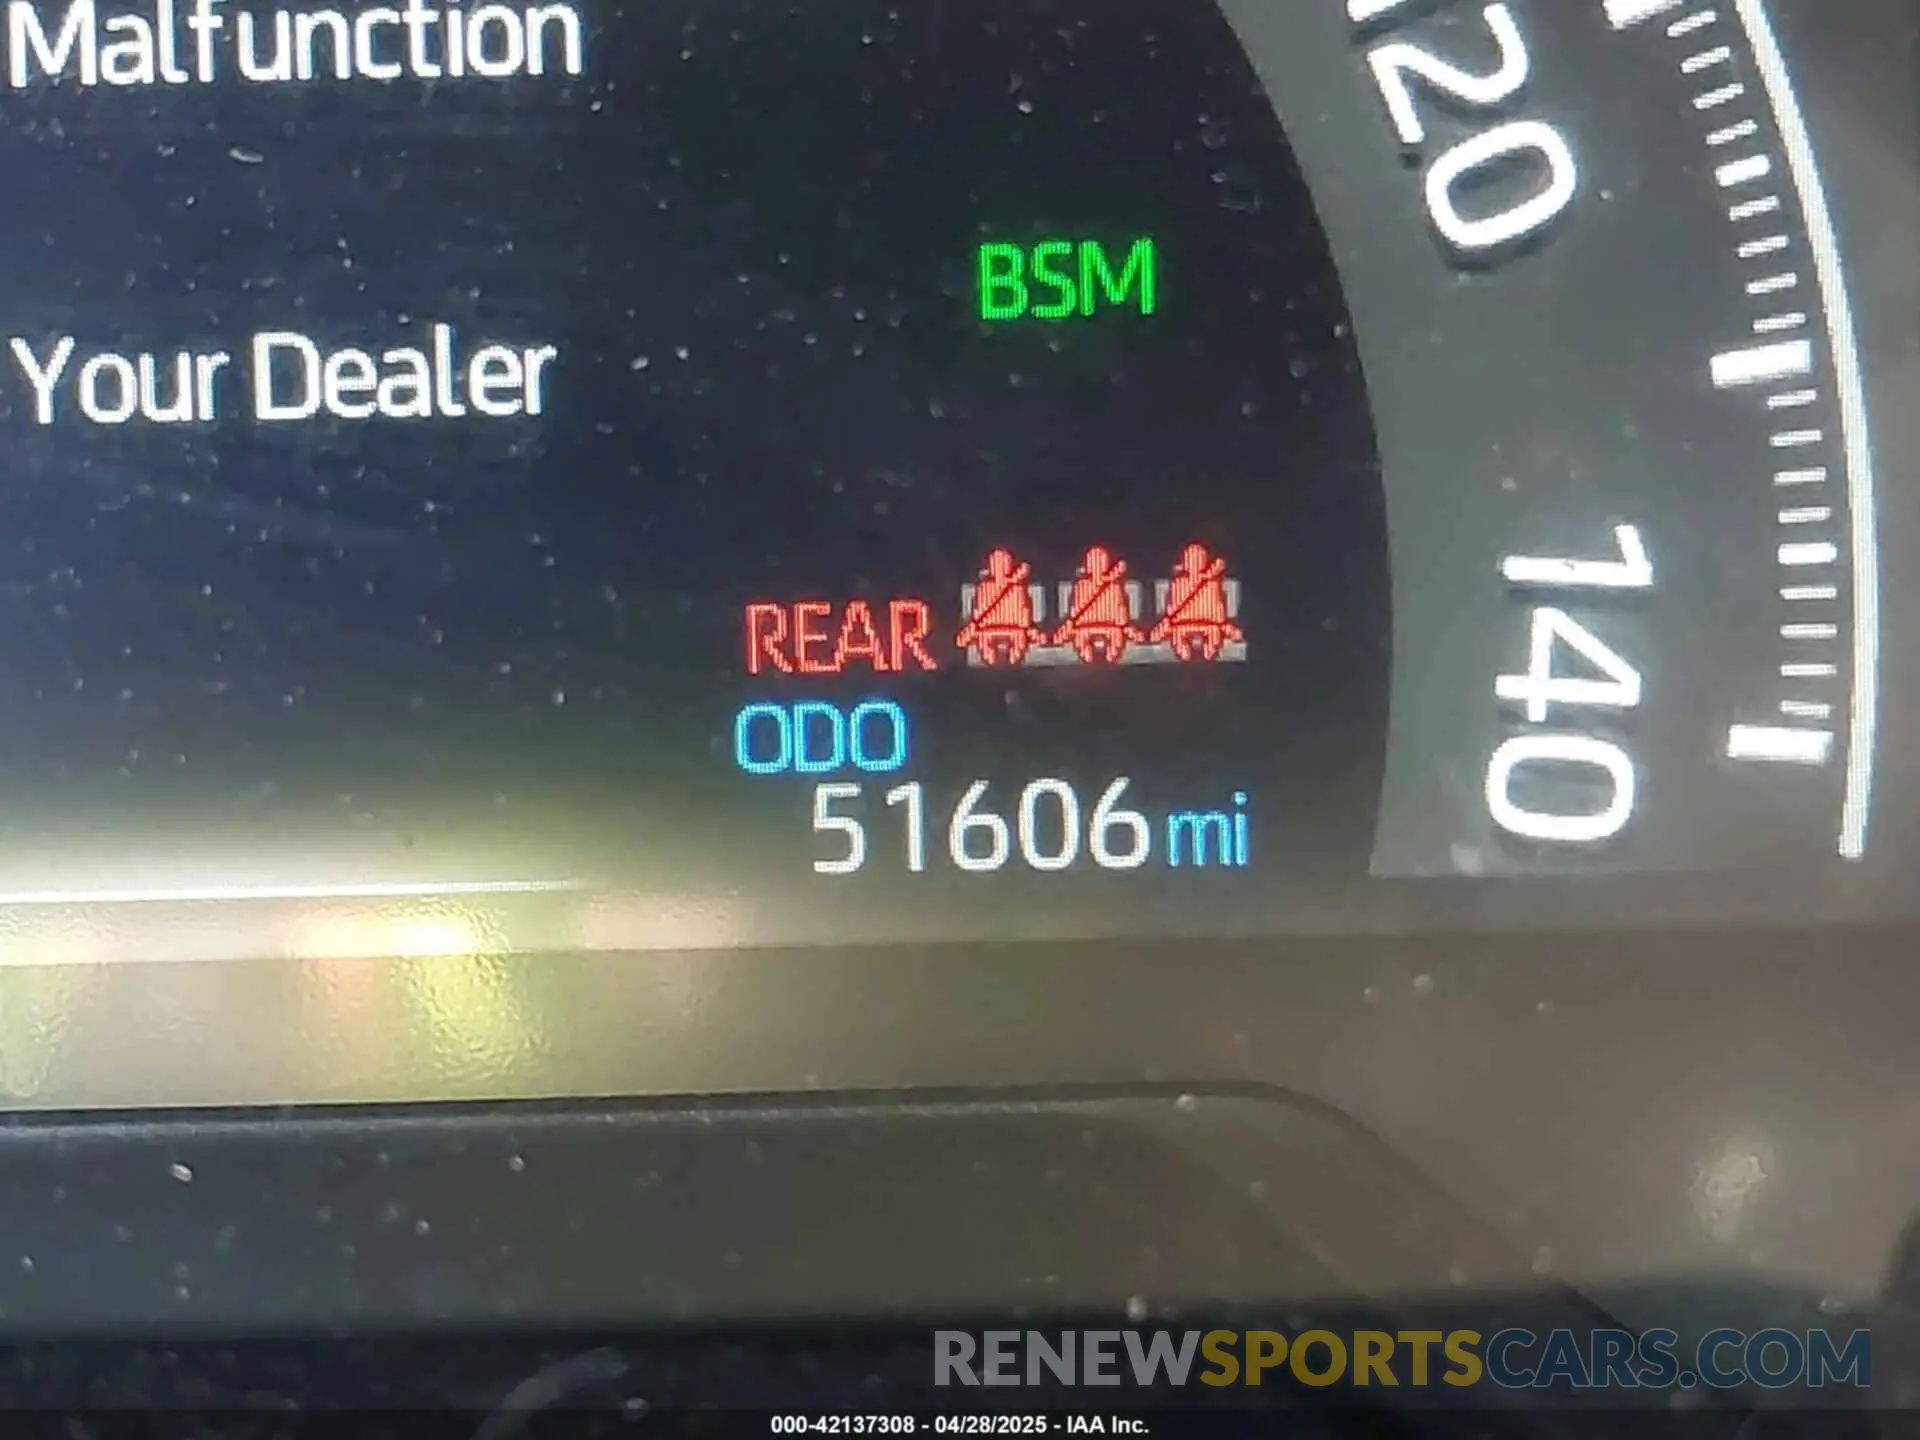 Malfunction
120
BSM
Your Dealer
140
REAR
ODO
51606 mi
RENEWSPORTSCARS.COM
000-42137308 - 04/28/2025 - IAA Inc.